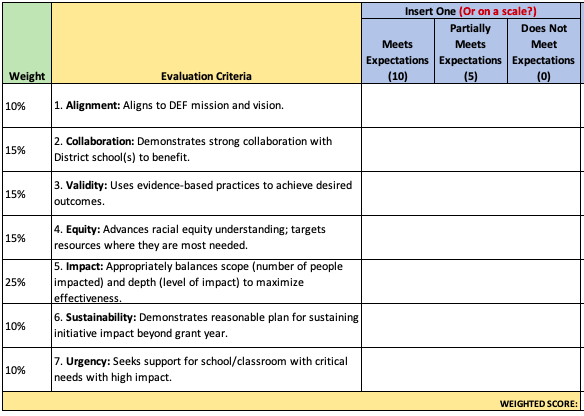 Insert One (Or on a scale?)
Weight
Evaluation Criteria
Meets
Expectations
(10)
Partially
Meets
Expectations
(5)
Does Not
Meet
Expectations
(0)
10%
1. Alignment: Aligns to DEF mission and vision.
15%
2. Collaboration: Demonstrates strong collaboration with
District school(s) to benefit.
15%
3. Validity: Uses evidence-based practices to achieve desired
outcomes.
15%
4. Equity: Advances racial equity understanding; targets
resources where they are most needed.
25%
5. Impact: Appropriately balances scope (number of people
impacted) and depth (level of impact) to maximize
effectiveness.
10%
6. Sustainability: Demonstrates reasonable plan for sustaining
initiative impact beyond grant year.
10%
7. Urgency: Seeks support for school/classroom with critical
needs with high impact.
WEIGHTED SCORE: